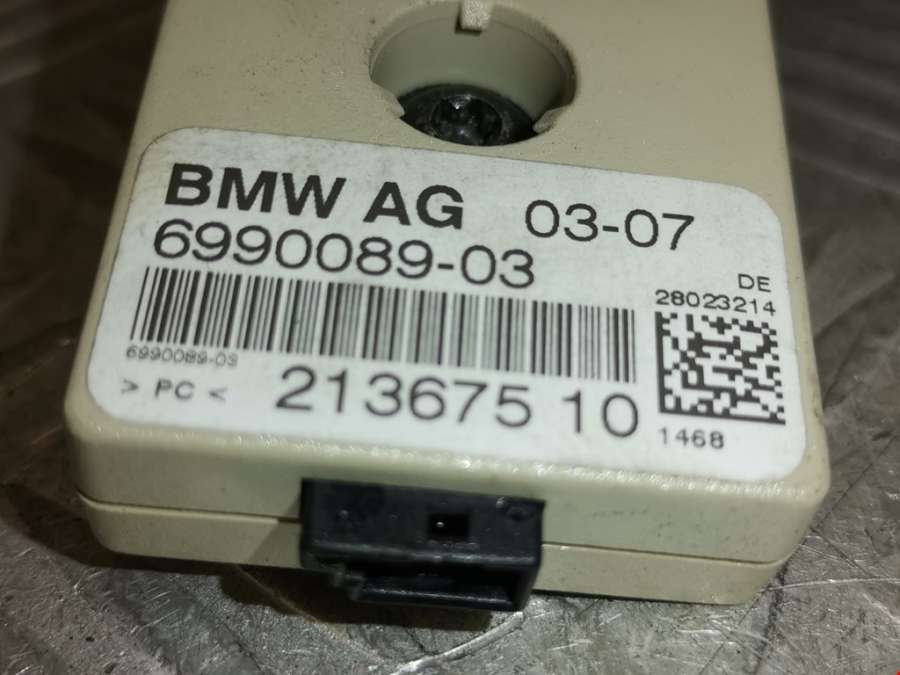 BMW AG 03-07
6990089-03
DE
28023214
6990089-03
> PC < 213675 10
1468